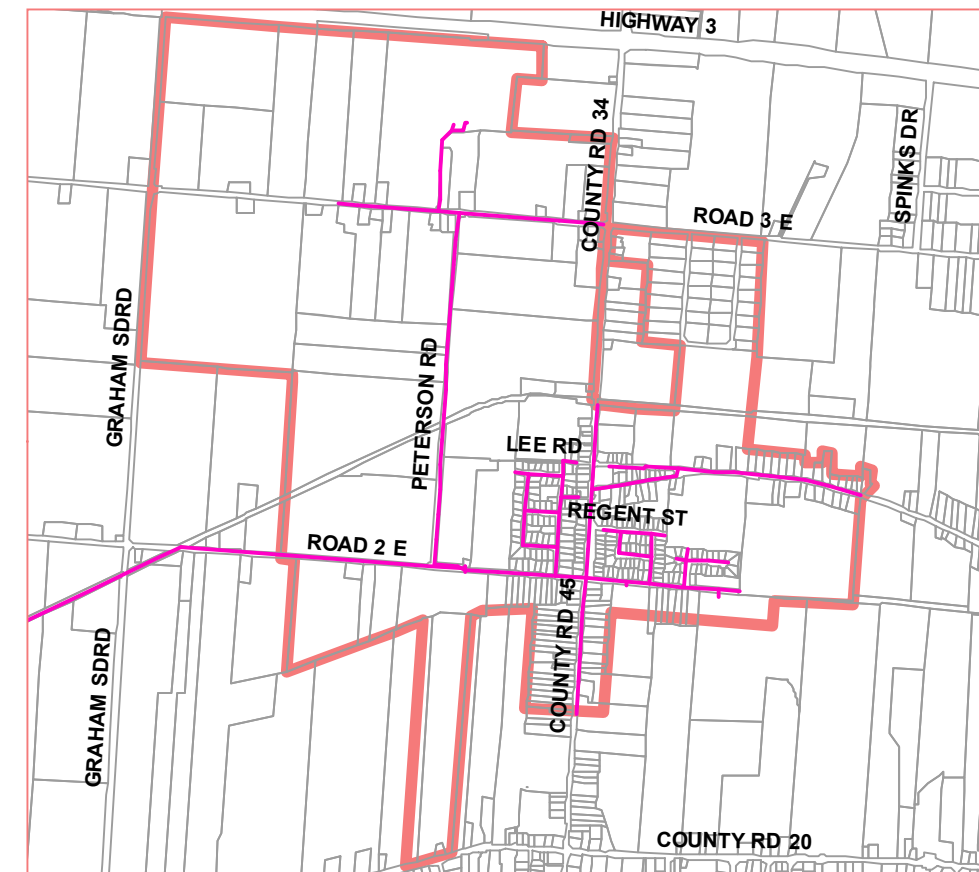 HIGHWAY 3
COUNTY RD 34
SPINKS DR
ROAD 3 E
GRAHAM SDRD
PETERSON RD
LEE RD
REGENT ST
ROAD 2 E
COUNTY RD 45
GRAHAM SDRD
COUNTY RD 20